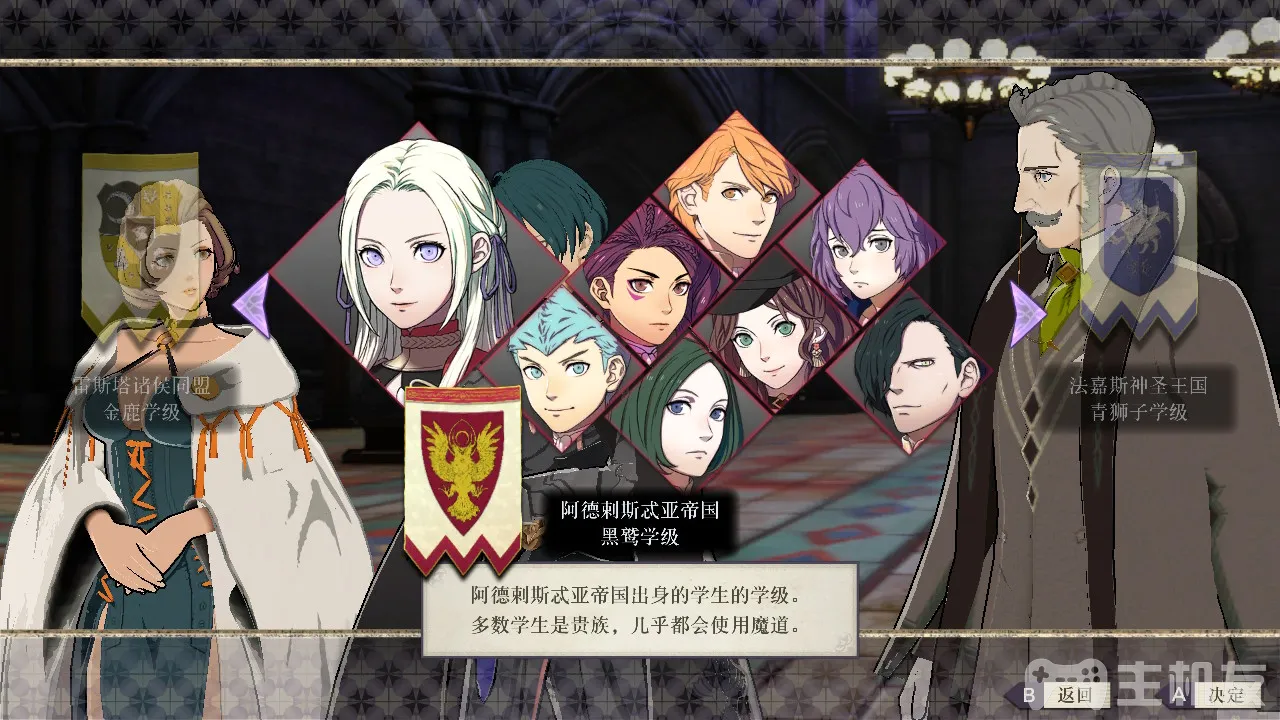 雷斯塔诸侯同盟
金鹿学级
法嘉斯神圣王国
青狮子学级
阿德剌斯忒亚帝国
黑鹫学级
阿德剌斯忒亚帝国出身的学生的学级。
多数学生是贵族，几乎都会使用魔道。
主机友
B 返回
A 决定